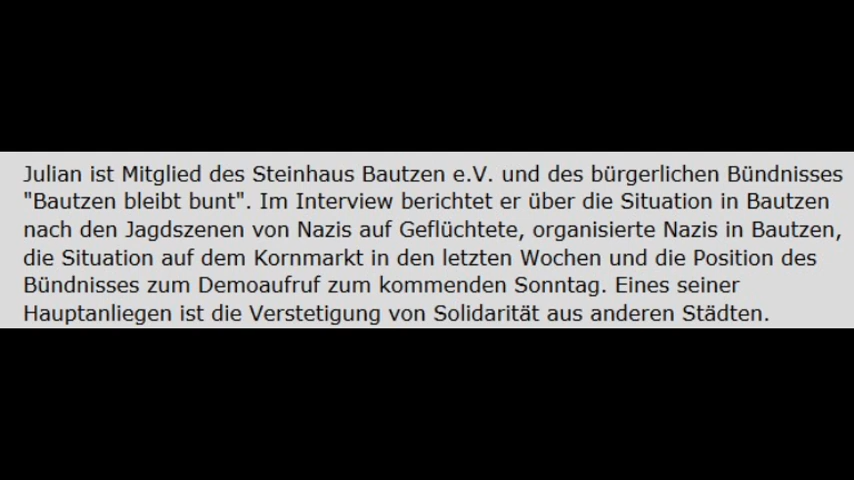 Julian ist Mitglied des Steinhaus Bautzen e.V. und des bürgerlichen Bündnisses
"Bautzen bleibt bunt". Im Interview berichtet er über die Situation in Bautzen
nach den Jagdszenen von Nazis auf Geflüchtete, organisierte Nazis in Bautzen,
die Situation auf dem Kornmarkt in den letzten Wochen und die Position des
Bündnisses zum Demoaufruf zum kommenden Sonntag. Eines seiner
Hauptanliegen ist die Verstetigung von Solidarität aus anderen Städten.